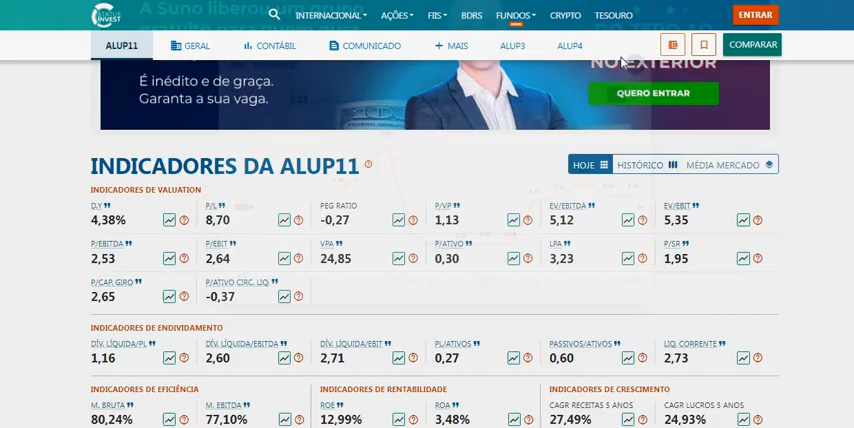 STATUS INVEST
INTERNACIONAL AÇÕES FIIS BDRS FUNDOS CRYPTO TESOURO
ENTRAR
ALUP11 GERAL CONTÁBIL COMUNICADO MAIS ALUP3 ALUP4 COMPARAR
NO EXTERIOR
É inédito e de graça.
Garanta a sua vaga.
QUERO ENTRAR
INDICADORES DA ALUP11
HOJE HISTÓRICO MÉDIA MERCADO
INDICADORES DE VALUATION
D.Y P/L PEG RATIO P/VP EV/EBITDA EV/EBIT
4,38% 8,70 -0,27 1,13 5,12 5,35
P/EBITDA P/EBIT VPA P/ATIVO LPA P/SR
2,53 2,64 24,85 0,30 3,23 1,95
P/CAP. GIRO P/ATIVO CIRC. LIQ.
2,65 -0,37
INDICADORES DE ENDIVIDAMENTO
DÍV. LÍQUIDA/PL DÍV. LÍQUIDA/EBITDA DÍV. LÍQUIDA/EBIT PL/ATIVOS PASSIVOS/ATIVOS LIQ. CORRENTE
1,16 2,60 2,71 0,27 0,60 2,73
INDICADORES DE EFICIÊNCIA INDICADORES DE RENTABILIDADE INDICADORES DE CRESCIMENTO
M. BRUTA M. EBITDA ROE ROA CAGR RECEITAS 5 ANOS CAGR LUCROS 5 ANOS
80,24% 77,10% 12,99% 3,48% 27,49% 24,93%